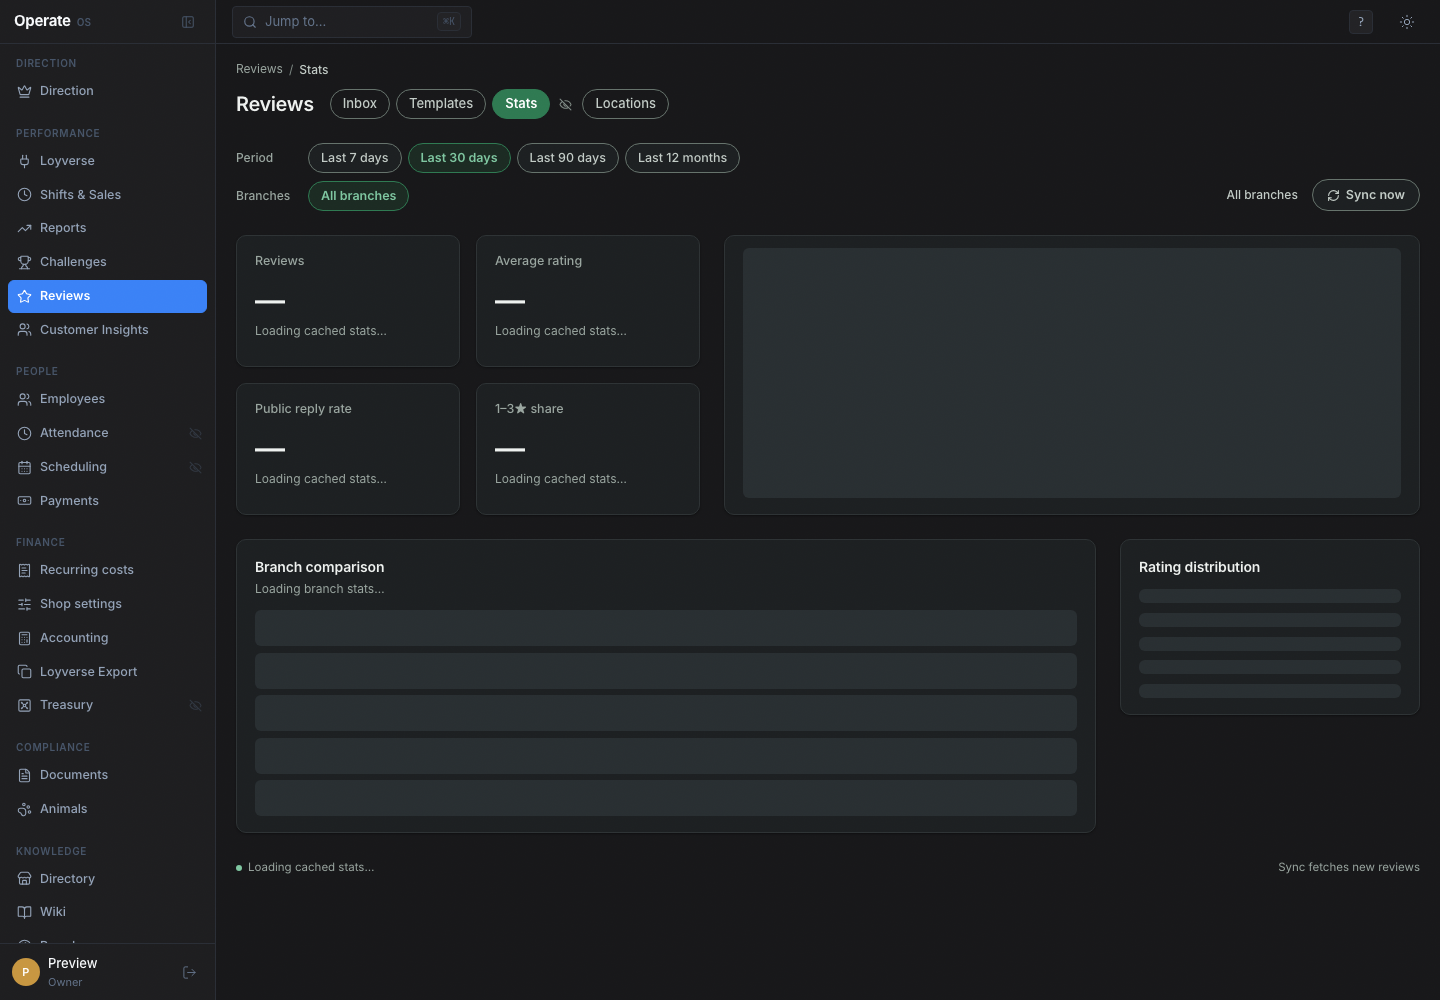 Operate OS
DIRECTION
Direction
PERFORMANCE
Loyverse
Shifts & Sales
Reports
Challenges
Reviews
Customer Insights
PEOPLE
Employees
Attendance
Scheduling
Payments
FINANCE
Recurring costs
Shop settings
Accounting
Loyverse Export
Treasury
COMPLIANCE
Documents
Animals
KNOWLEDGE
Directory
Wiki
P
Preview
Owner
Jump to...
⌘K
?
Reviews / Stats
Reviews
Inbox
Templates
Stats
Locations
Period
Last 7 days
Last 30 days
Last 90 days
Last 12 months
Branches
All branches
All branches
Sync now
Reviews
—
Loading cached stats...
Average rating
—
Loading cached stats...
Public reply rate
—
Loading cached stats...
1–3★ share
—
Loading cached stats...
Branch comparison
Loading branch stats...
Rating distribution
Loading cached stats...
Sync fetches new reviews